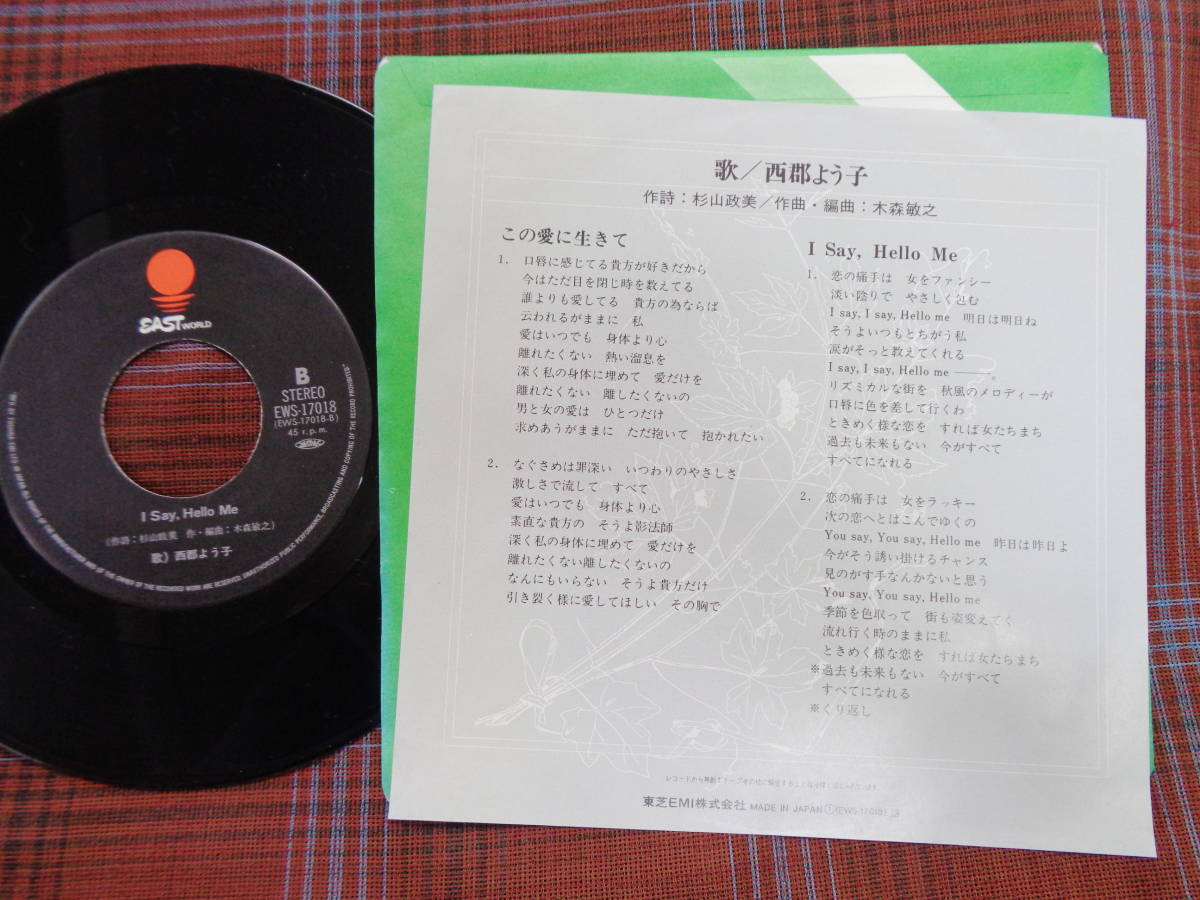 EAST WORLD
B
STEREO
EWS-17018
(EWS-17018-B)
45 r.p.m.
I Say, Hello Me
(作詩：杉山政美 作・編曲：木森敏之)
歌）西郡よう子
歌／西郡よう子
作詩：杉山政美／作曲・編曲：木森敏之
この愛に生きて
1. 口唇に感じてる貴方が好きだから
今はただ目を閉じ時を数えてる
誰よりも愛してる 貴方の為ならば
云われるがままに 私
愛はいつでも 身体より心
離れたくない 熱い溜息を
深く私の身体に埋めて 愛だけを
離れたくない 離したくないの
男と女の愛は ひとつだけ
求めあうがままに ただ抱いて 抱かれたい
2. なぐさめは罪深い いつわりのやさしさ
激しさで流して すべて
愛はいつでも 身体より心
素直な貴方の そうよ影法師
深く私の身体に埋めて 愛だけを
離れたくない離したくないの
なんにもいらない そうよ貴方だけ
引き裂く様に愛してほしい その胸で
I Say, Hello Me
1. 恋の痛手は 女をファンシー
淡い陰りで やさしく包む
I say, I say, Hello me 明日は明日ね
そうよいつもとちがう私
涙がそっと教えてくれる
I say, I say, Hello me ―――。
リズミカルな街を 秋風のメロディーが
口唇に色を差して行くわ
ときめく様な恋を すれば女たちまち
過去も未来もない 今がすべて
すべてになれる
2. 恋の痛手は 女をラッキー
次の恋へとはこんでゆくの
You say, You say, Hello me 昨日は昨日よ
今がそう誘い掛けるチャンス
見のがす手なんかないと思う
You say, You say, Hello me
季節を色取って 街も姿変えてく
流れ行く時のままに私
ときめく様な恋を すれば女たちまち
※過去も未来もない 今がすべて
すべてになれる
※くり返し
東芝EMI株式会社 MADE IN JAPAN ①(EWS-17018)